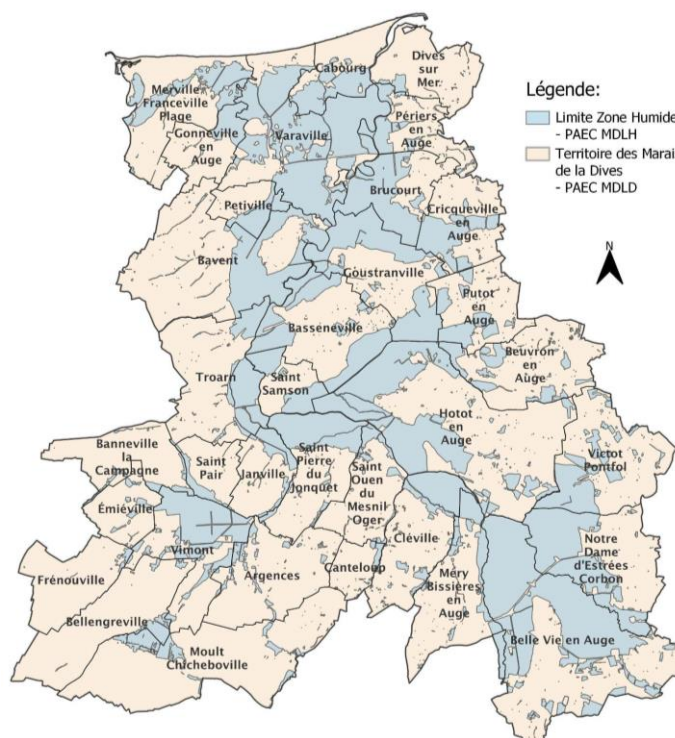 Cabourg
Dives
sur
Mer
Merville
Franceville
Plage
Légende:
Limite Zone Humide
- PAEC MDLH
Territoire des Marai
de la Dives
- PAEC MDLD
Gonneville
en
Auge
Varaville
Périers
en
Auge
Brucourt
Petiville
Cricqueville
en
Auge
N
Bavent
Goustranville
Putot
en
Auge
Basseneville
Beuvron
en
Auge
Troarn
Saint
Samson
Hotot
en
Auge
Banneville
la
Campagne
Saint
Pair
Janville
Saint
Pierre
du
Jonquet
Saint
Ouen
du
Mesnil
Oger
Victot
Pontfol
Émiéville
Vimont
Cléville
Notre
Dame
d'Estrées
Corbon
Frénouville
Argences
Canteloup
Méry
Bissières
en
Auge
Bellengreville
Belle Vie en Auge
Moult
Chicheboville